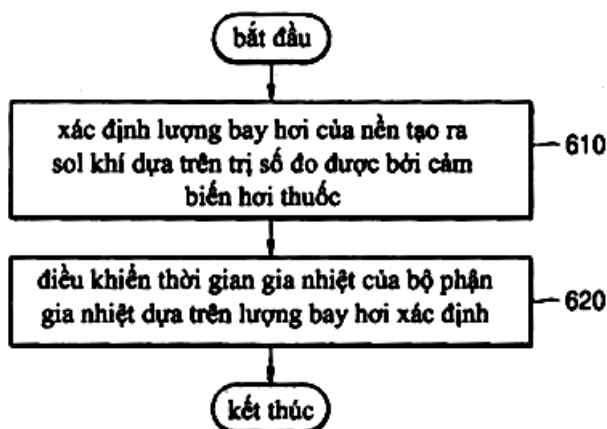 bắt đầu
xác định lượng bay hơi của nền tạo ra
sol khí dựa trên trị số đo được bởi cảm
biến hơi thuốc
610
điều khiển thời gian gia nhiệt của bộ phận
gia nhiệt dựa trên lượng bay hơi xác định
620
kết thúc